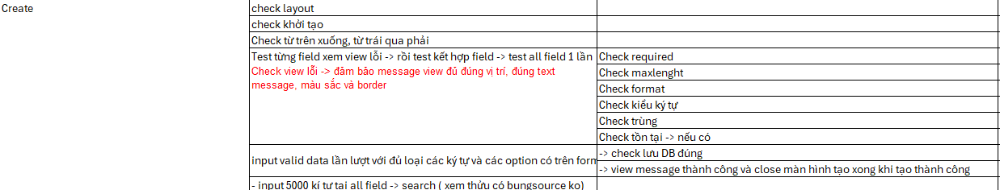 Create
check layout
check khởi tạo
Check từ trên xuống, từ trái qua phải
Test từng field xem view lỗi -> rồi test kết hợp field -> test all field 1 lần
Check view lỗi -> đảm bảo message view đủ đúng vị trí, đúng text
message, màu sắc và border
Check required
Check maxlenght
Check format
Check kiểu ký tự
Check trùng
Check tồn tại -> nếu có
input valid data lần lượt với đủ loại các ký tự và các option có trên form
-> check lưu DB đúng
-> view message thành công và close màn hình tạo xong khi tạo thành công
- input 5000 kí tự tại all field -> search ( xem thửu có bungsource ko)